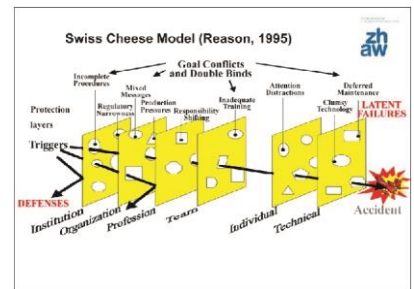 zh
aw
Swiss Cheese Model (Reason, 1995)
Goal Conflicts
and Double Binds
Incomplete
Procedures
Mixed
Messages
Regulatory
Narrowness
Production
Pressures
Responsibility
Shifting
Inadequate
Training
Attention
Distractions
Clumsy
Technology
Deferred
Maintenance
LATENT
FAILURES
Protection
layers
Triggers
DEFENSES
Institution
Organization
Profession
Team
Individual
Technical
Accident